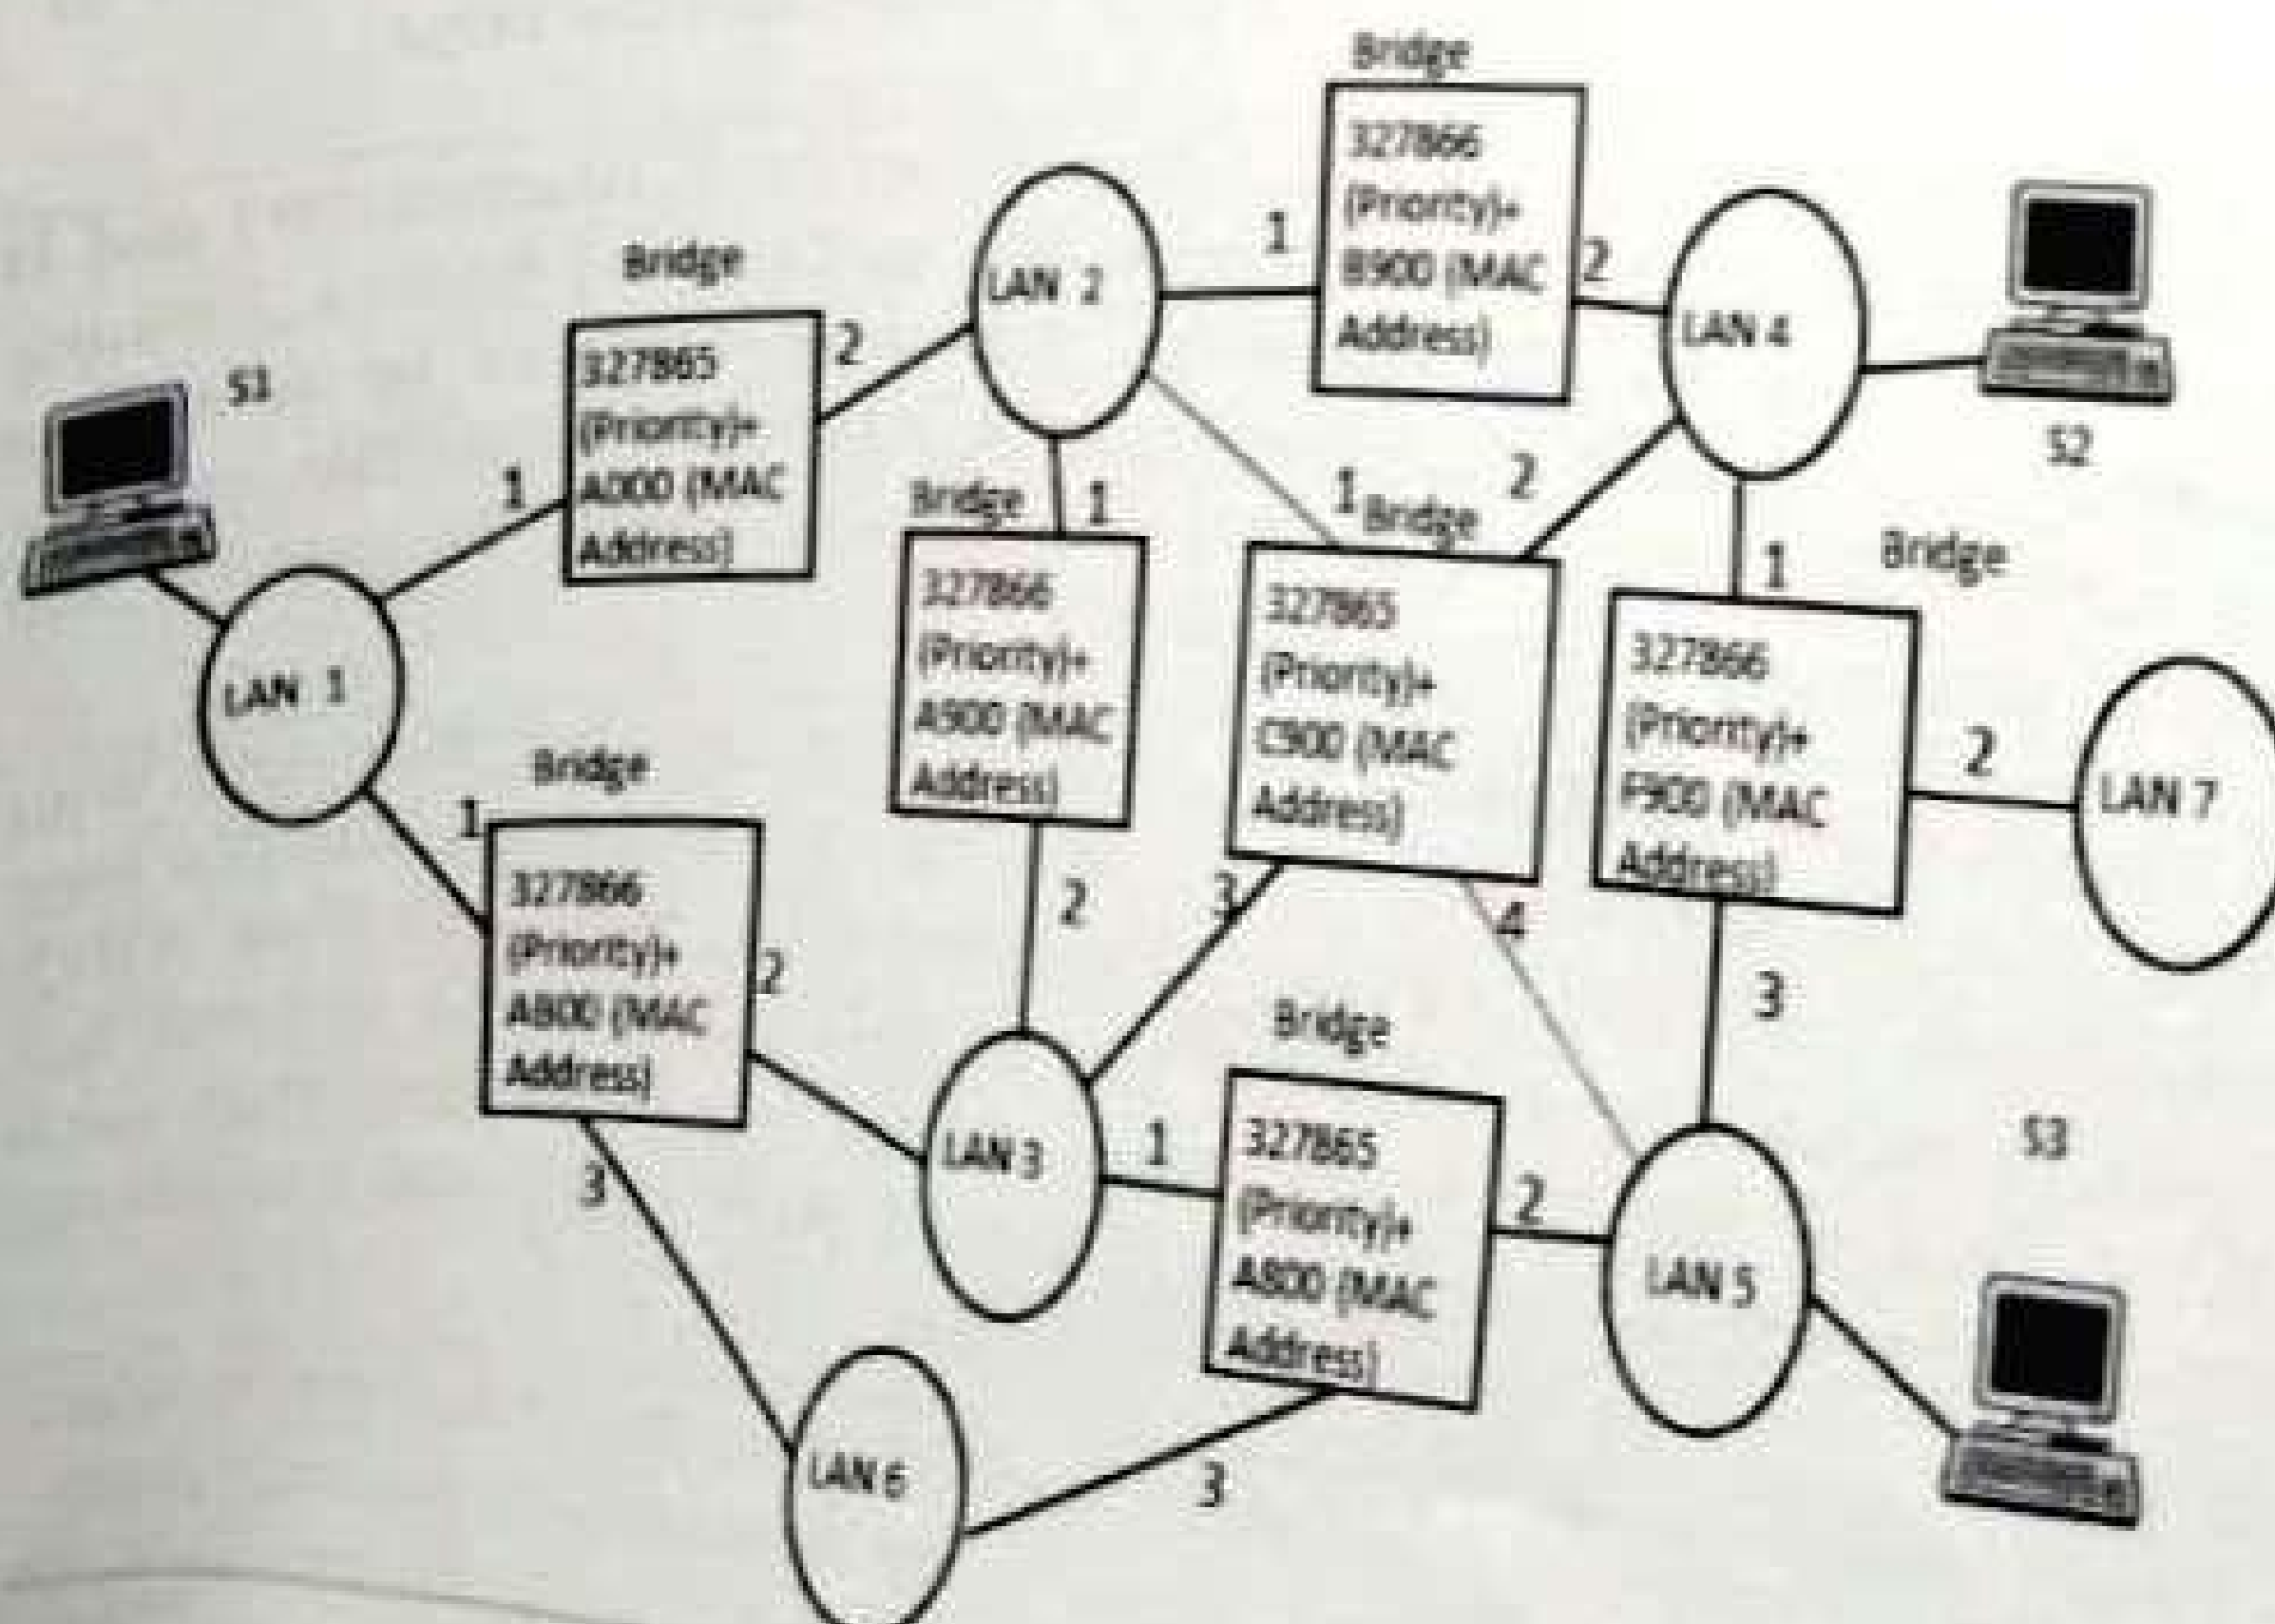 Bridge
327866
(Priority)+
B900 (MAC
Address)
1
2
LAN 2
LAN 4
S2
Bridge
327865
(Priority)+
A000 (MAC
Address)
1
2
S1
LAN 1
Bridge
1
327866
(Priority)+
A900 (MAC
Address)
2
1
Bridge
2
327865
(Priority)+
C900 (MAC
Address)
3
4
Bridge
1
327866
(Priority)+
F900 (MAC
Address)
2
3
LAN 7
Bridge
1
327866
(Priority)+
(MAC
Address)
2
3
LAN 3
Bridge
1
327865
(Priority)+
A800 (MAC
Address)
2
3
LAN 5
S3
LAN 6